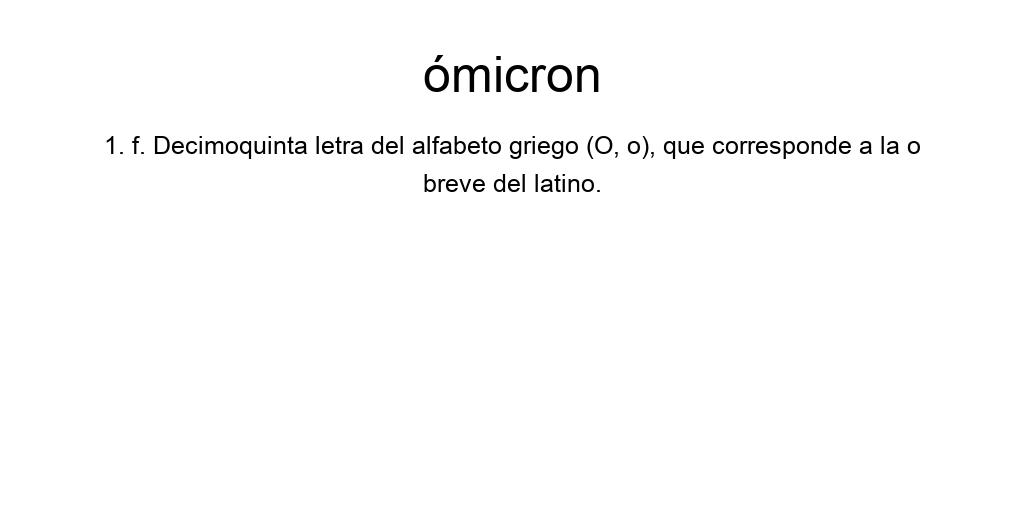 ómicron
1. f. Decimoquinta letra del alfabeto griego (Ο, ο), que corresponde a la o
breve del latino.